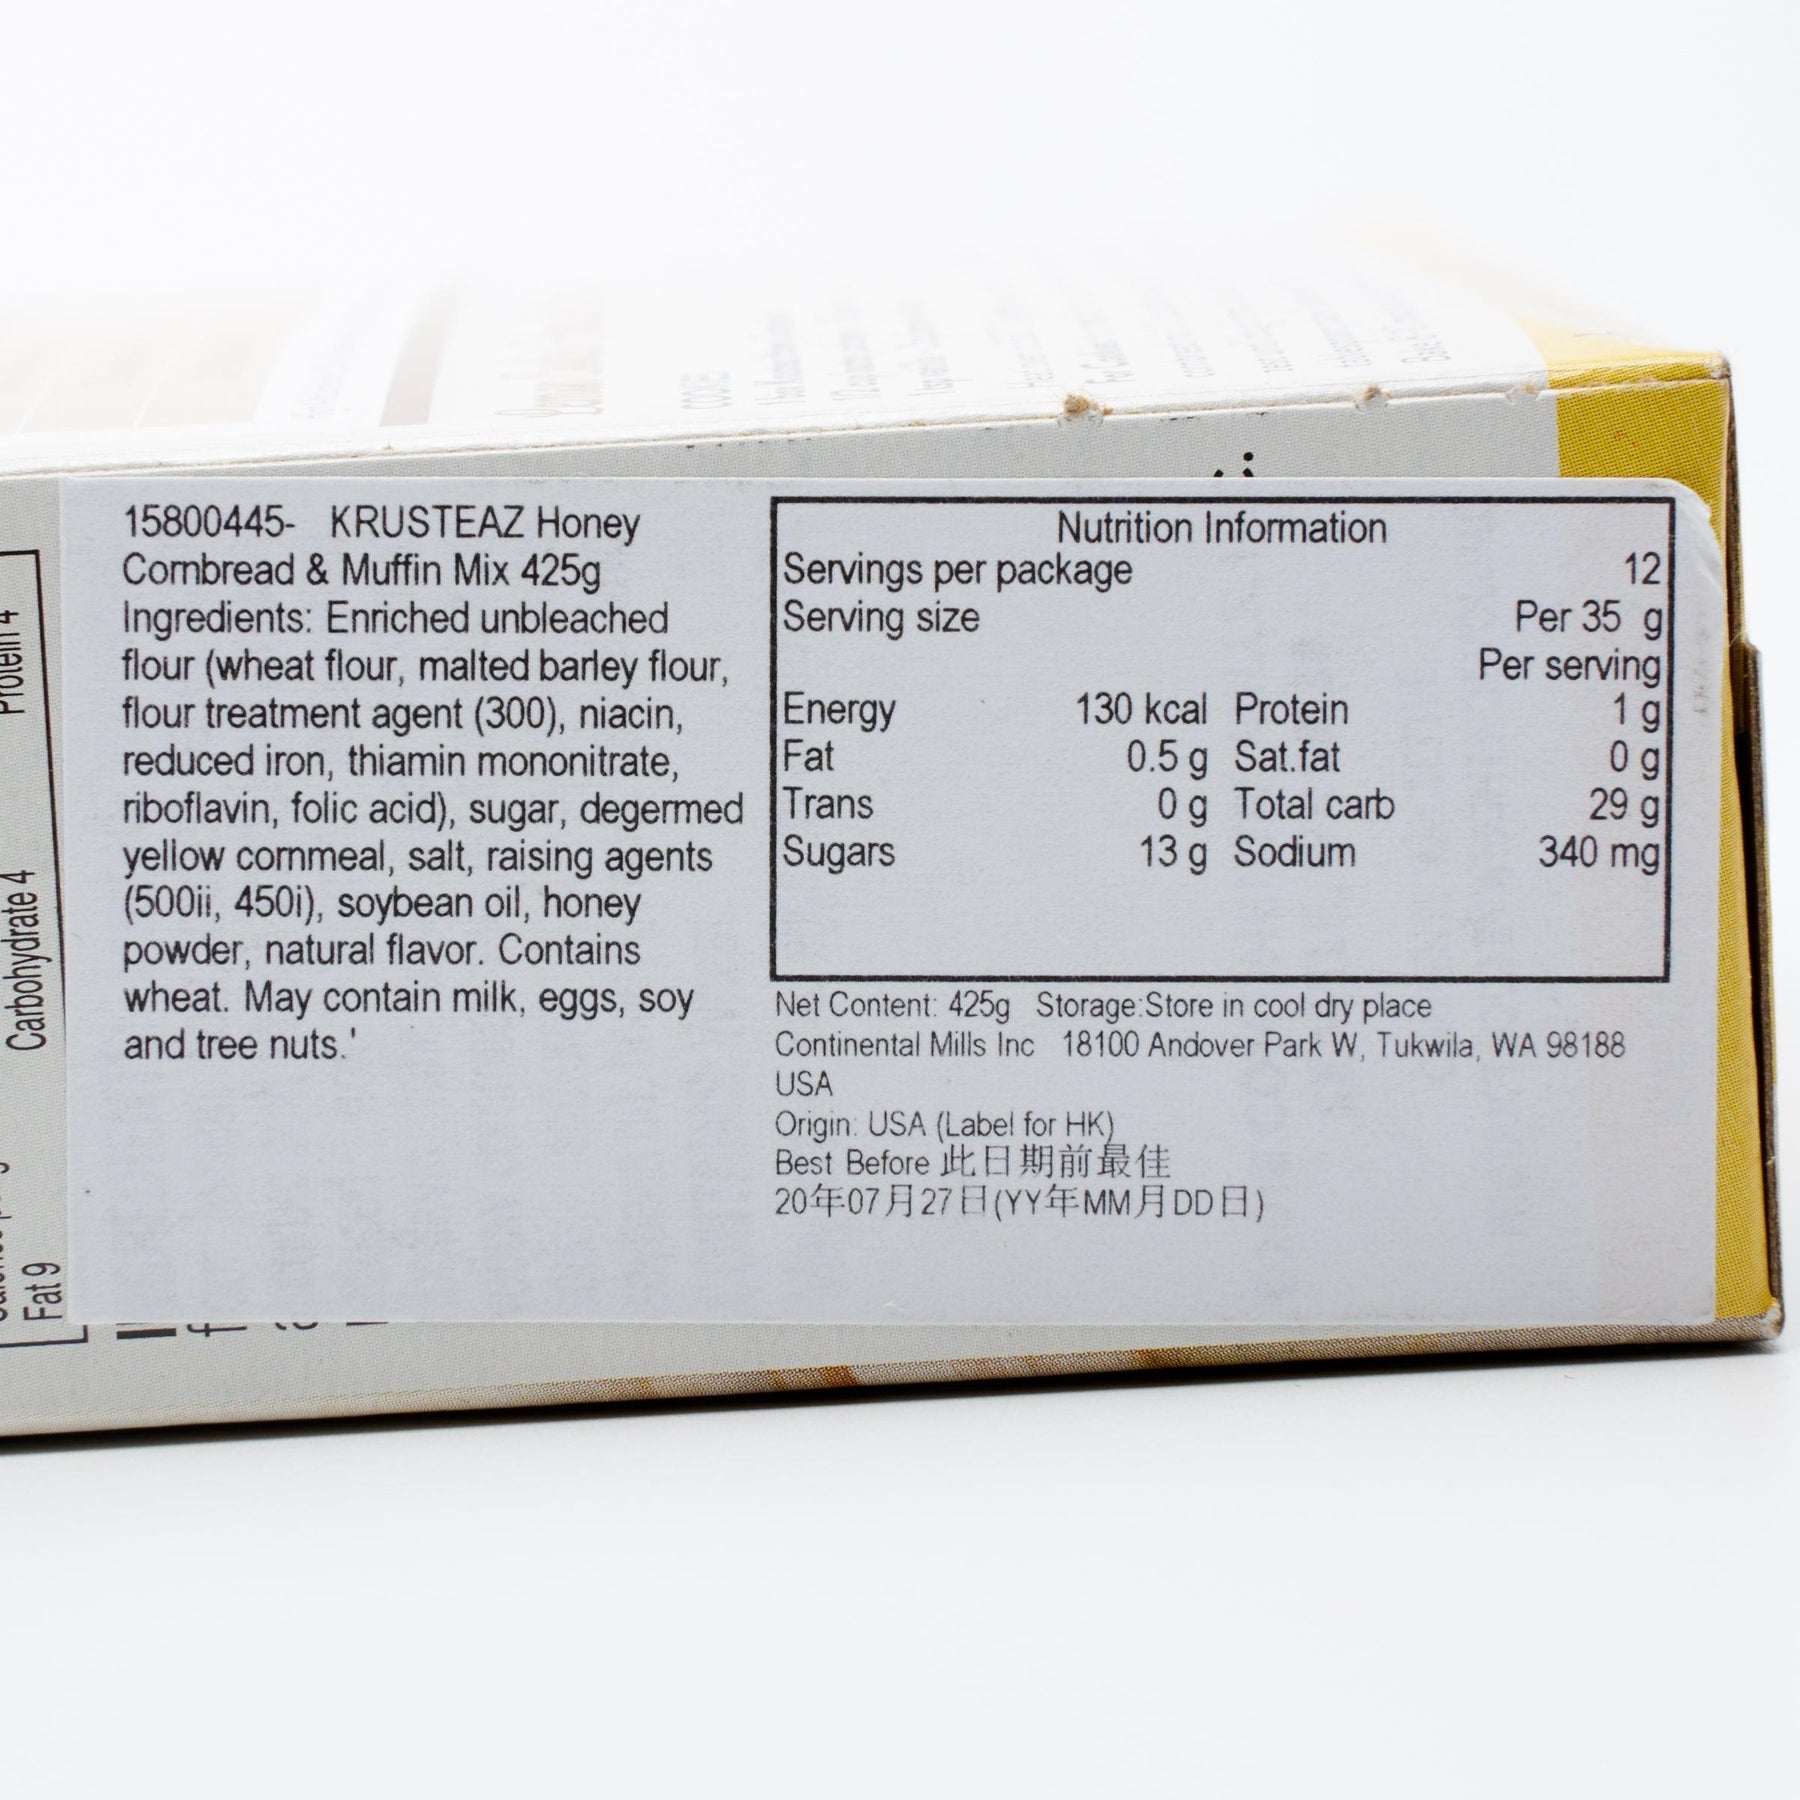 15800445- KRUSTEAZ Honey
Cornbread & Muffin Mix 425g
Ingredients: Enriched unbleached
flour (wheat flour, malted barley flour,
flour treatment agent (300), niacin,
reduced iron, thiamin mononitrate,
riboflavin, folic acid), sugar, degermed
yellow cornmeal, salt, raising agents
(500ii, 450i), soybean oil, honey
powder, natural flavor. Contains
wheat. May contain milk, eggs, soy
and tree nuts.'
Nutrition Information
Servings per package 12
Serving size Per 35 g
Per serving
Energy 130 kcal Protein 1 g
Fat 0.5 g Sat.fat 0 g
Trans 0 g Total carb 29 g
Sugars 13 g Sodium 340 mg
Net Content: 425g Storage:Store in cool dry place
Continental Mills Inc 18100 Andover Park W, Tukwila, WA 98188
USA
Origin: USA (Label for HK)
Best Before 此日期前最佳
20年07月27日(YY年MM月DD日)
Fat 9
Carbohydrate 4
Protein 4
COOKIE